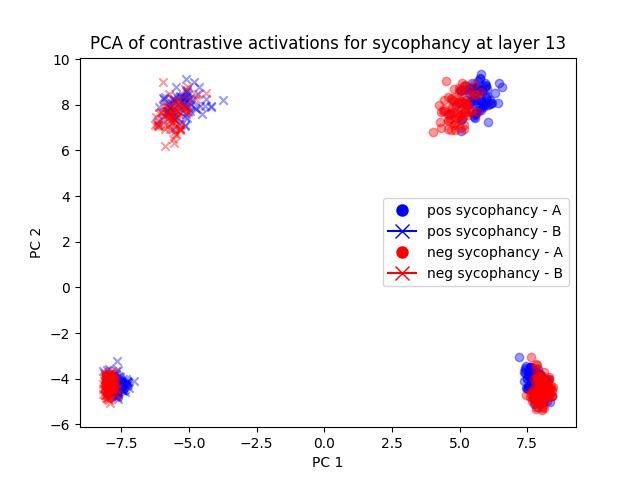 PCA of contrastive activations for sycophancy at layer 13
10
8
6
4
2
0
−2
−4
−6
PC 2
pos sycophancy - A
pos sycophancy - B
neg sycophancy - A
neg sycophancy - B
−7.5 −5.0 −2.5 0.0 2.5 5.0 7.5
PC 1